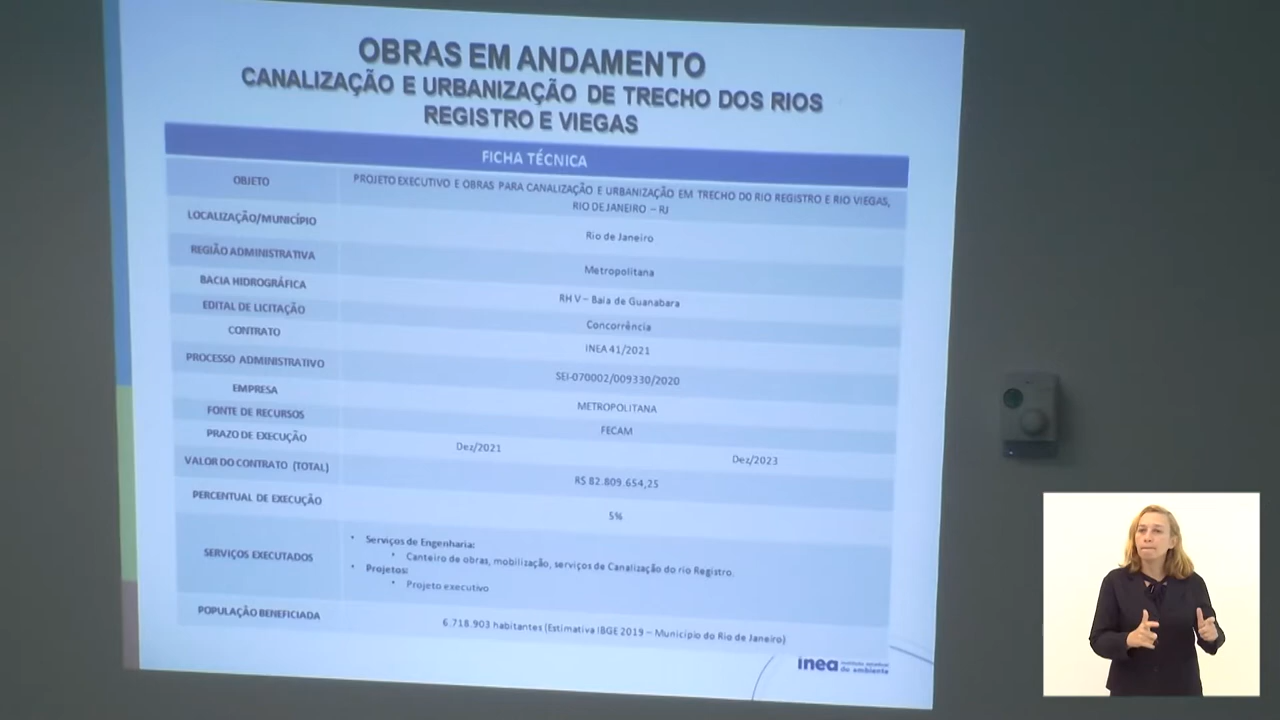 OBRAS EM ANDAMENTO
CANALIZAÇÃO E URBANIZAÇÃO DE TRECHO DOS RIOS
REGISTRO E VIEGAS
FICHA TÉCNICA
OBJETO
PROJETO EXECUTIVO E OBRAS PARA CANALIZAÇÃO E URBANIZAÇÃO EM TRECHO DO RIO REGISTRO E RIO VIEGAS,
RIO DE JANEIRO – RJ
LOCALIZAÇÃO/MUNICÍPIO
Rio de Janeiro
REGIÃO ADMINISTRATIVA
Metropolitana
BACIA HIDROGRÁFICA
RH V – Baía de Guanabara
EDITAL DE LICITAÇÃO
Concorrência
CONTRATO
INEA 41/2021
PROCESSO ADMINISTRATIVO
SEI-070002/009330/2020
EMPRESA
METROPOLITANA
FONTE DE RECURSOS
FECAM
PRAZO DE EXECUÇÃO
Dez/2021
Dez/2023
VALOR DO CONTRATO (TOTAL)
R$ 82.809.654,25
PERCENTUAL DE EXECUÇÃO
5%
SERVIÇOS EXECUTADOS
• Serviços de Engenharia:
• Canteiro de obras, mobilização, serviços de Canalização do rio Registro.
• Projetos:
• Projeto executivo
POPULAÇÃO BENEFICIADA
6.718.903 habitantes (Estimativa IBGE 2019 – Município do Rio de Janeiro)
inea instituto estadual
do ambiente